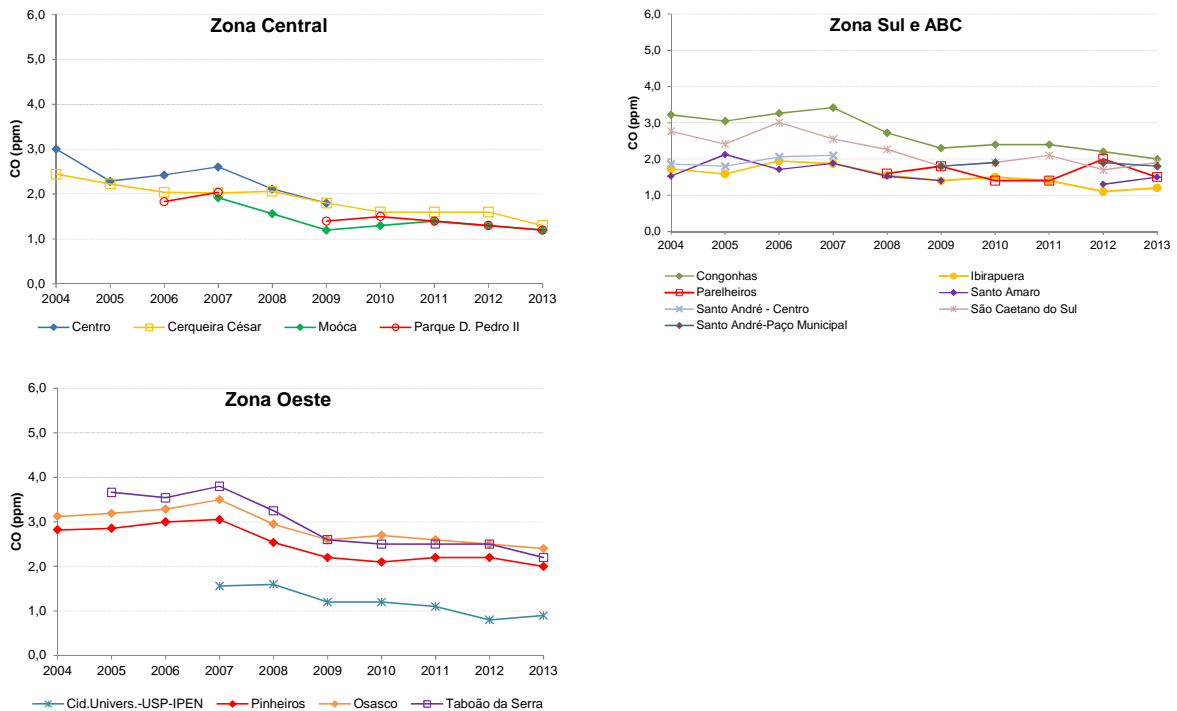 Zona Central
CO (ppm)
6,0
5,0
4,0
3,0
2,0
1,0
0,0
2004 2005 2006 2007 2008 2009 2010 2011 2012 2013
Centro Cerqueira César Moóca Parque D. Pedro II
Zona Sul e ABC
CO (ppm)
6,0
5,0
4,0
3,0
2,0
1,0
0,0
2004 2005 2006 2007 2008 2009 2010 2011 2012 2013
Congonhas Ibirapuera
Parelheiros Santo Amaro
Santo André - Centro São Caetano do Sul
Santo André-Paço Municipal
Zona Oeste
CO (ppm)
6,0
5,0
4,0
3,0
2,0
1,0
0,0
2004 2005 2006 2007 2008 2009 2010 2011 2012 2013
Cid.Univers.-USP-IPEN Pinheiros Osasco Taboão da Serra